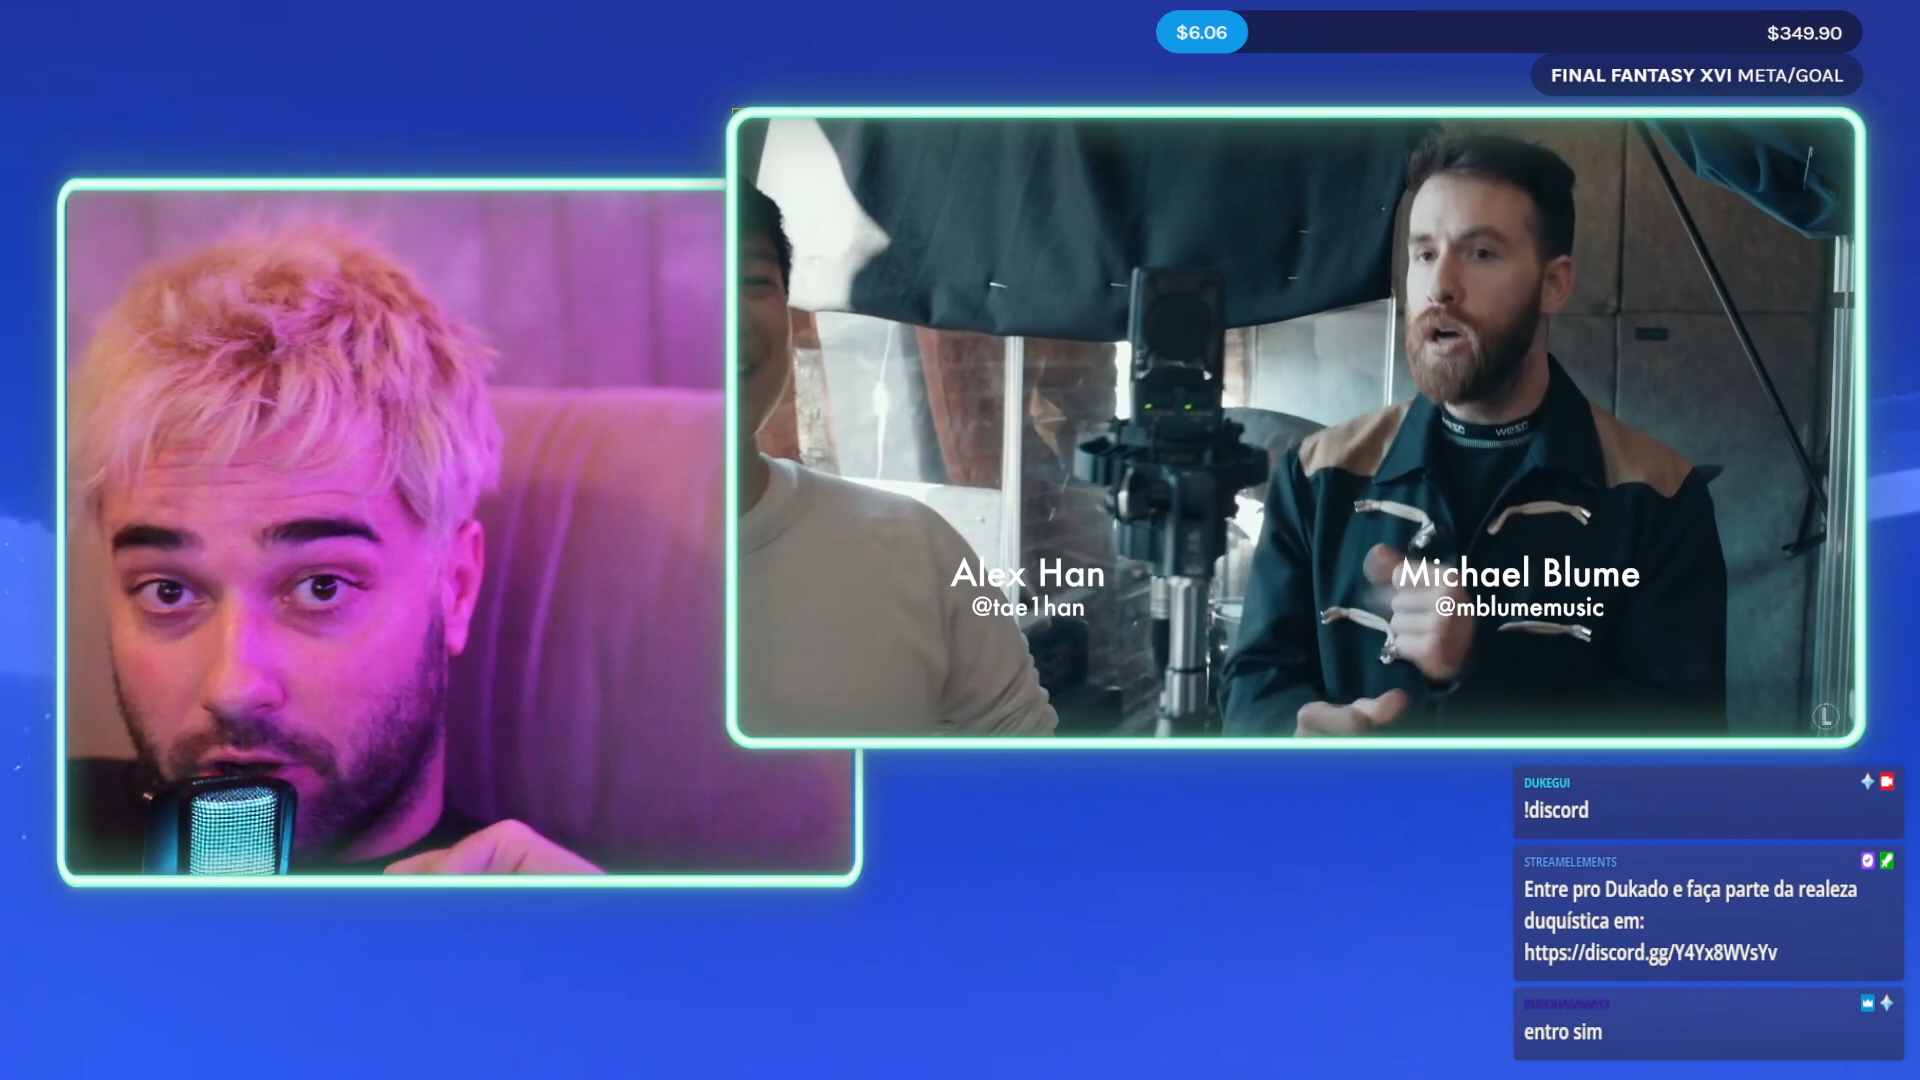 $6.06
$349.90
FINAL FANTASY XVI META/GOAL
wesc
Alex Han
@tae1han
Michael Blume
@mblumemusic
L
DUKEGUI
!discord
STREAMELEMENTS
Entre pro Dukado e faça parte da realeza
duquística em:
https://discord.gg/Y4Yx8WVsYv
entro sim